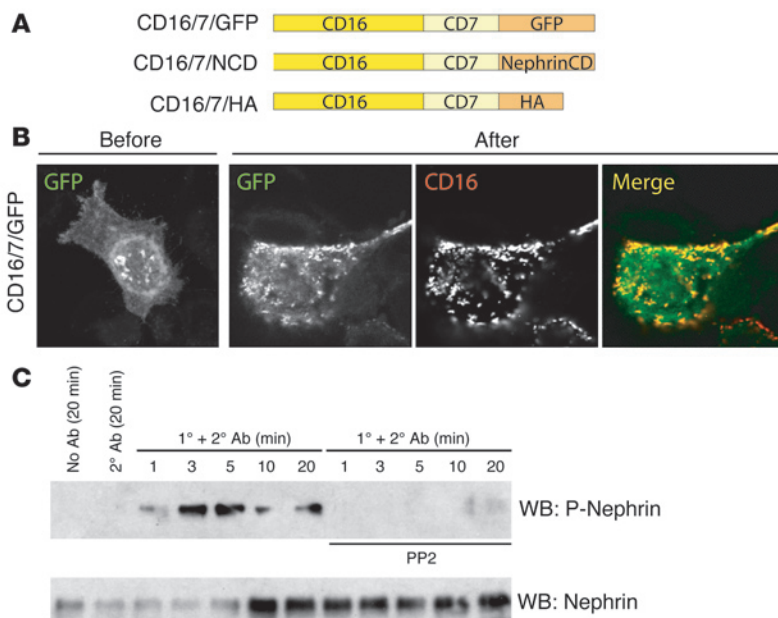 A
CD16/7/GFP CD16 CD7 GFP
CD16/7/NCD CD16 CD7 NephrinCD
CD16/7/HA CD16 CD7 HA
B Before After
CD16/7/GFP
GFP GFP CD16 Merge
C
No Ab (20 min)
2° Ab (20 min)
1° + 2° Ab (min) 1° + 2° Ab (min)
1 3 5 10 20 1 3 5 10 20
WB: P-Nephrin
PP2
WB: Nephrin